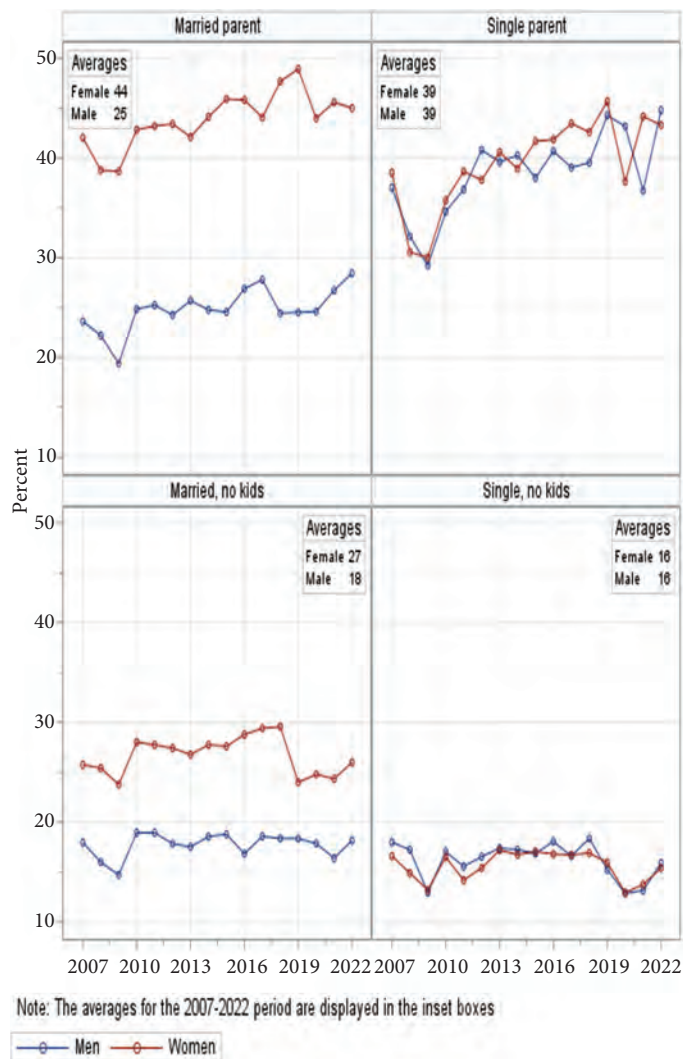 Married parent
Single parent
50
40
30
20
10
Averages
Female 44
Male 25
Averages
Female 39
Male 39
Percent
Married, no kids
Single, no kids
50
40
30
20
10
Averages
Female 27
Male 18
Averages
Female 16
Male 16
2007 2010 2013 2016 2019 2022
2007 2010 2013 2016 2019 2022
Note: The averages for the 2007-2022 period are displayed in the inset boxes
Men Women